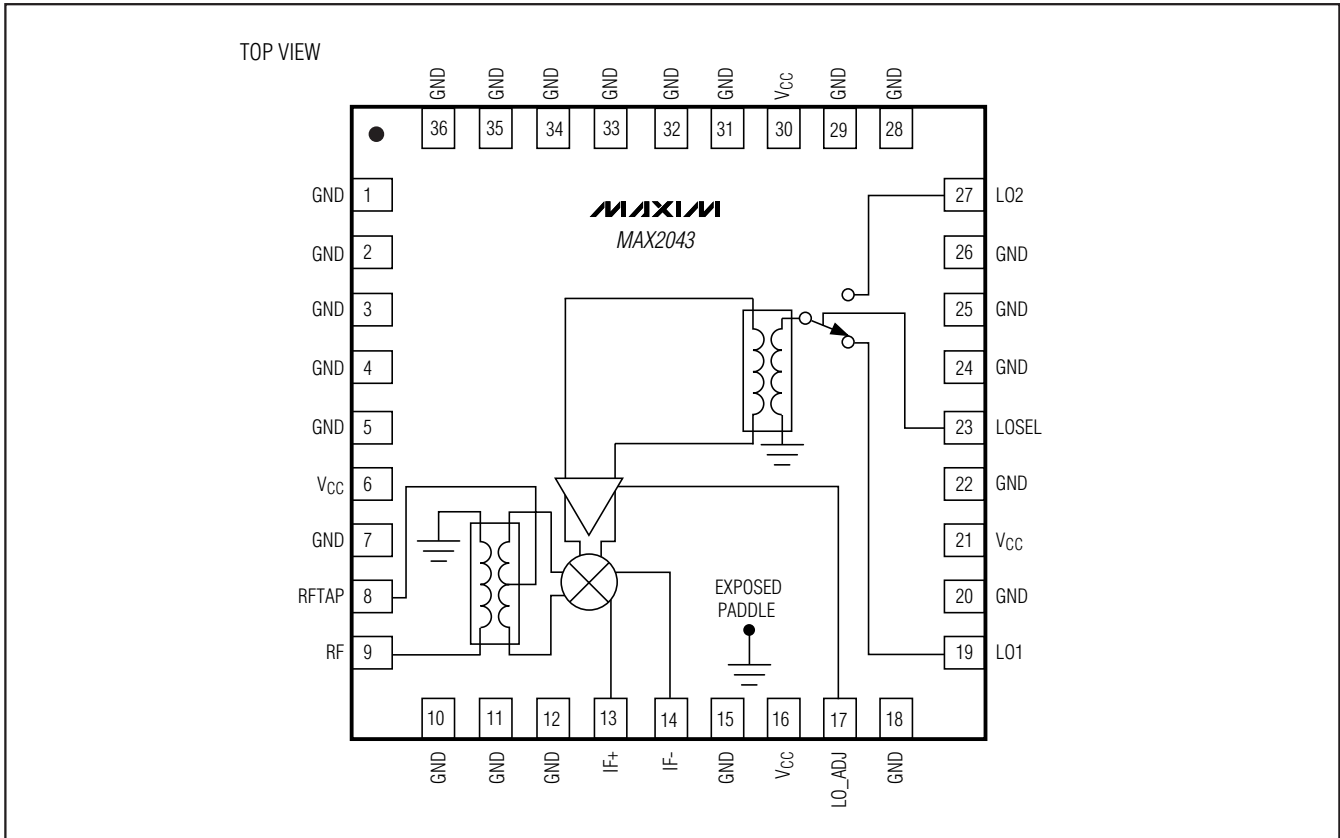 TOP VIEW
GND GND GND GND GND GND VCC GND GND
36 35 34 33 32 31 30 29 28
GND 1
GND 2
GND 3
GND 4
GND 5
VCC 6
GND 7
RFTAP 8
RF 9
MAXIM
MAX2043
27 LO2
26 GND
25 GND
24 GND
23 LOSEL
22 GND
21 VCC
20 GND
19 LO1
EXPOSED
PADDLE
10 11 12 13 14 15 16 17 18
GND GND GND IF+ IF- GND VCC LO_ADJ GND